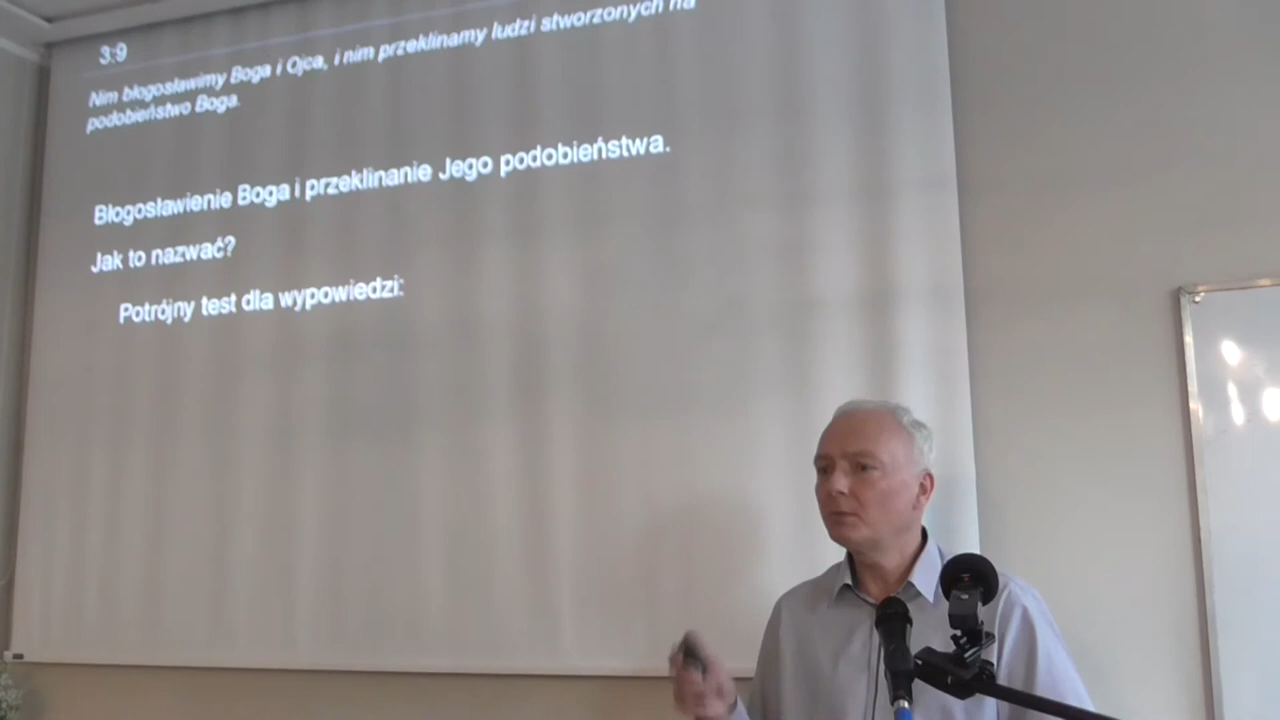 3:9
Nim błogosławimy Boga i Ojca, i nim przeklinamy ludzi stworzonych na
podobieństwo Boga.
Błogosławienie Boga i przeklinanie Jego podobieństwa.
Jak to nazwać?
Potrójny test dla wypowiedzi: